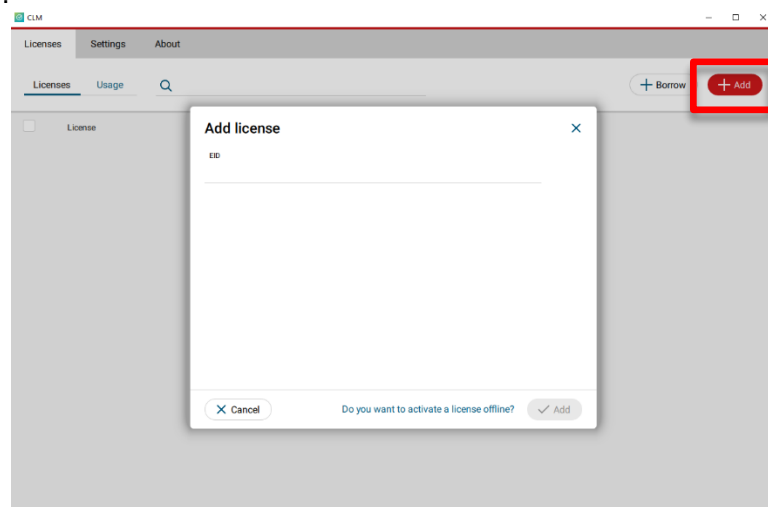 CLM
Licenses Settings About
Licenses Usage Borrow Add
License
Add license
EID
Cancel Do you want to activate a license offline? Add